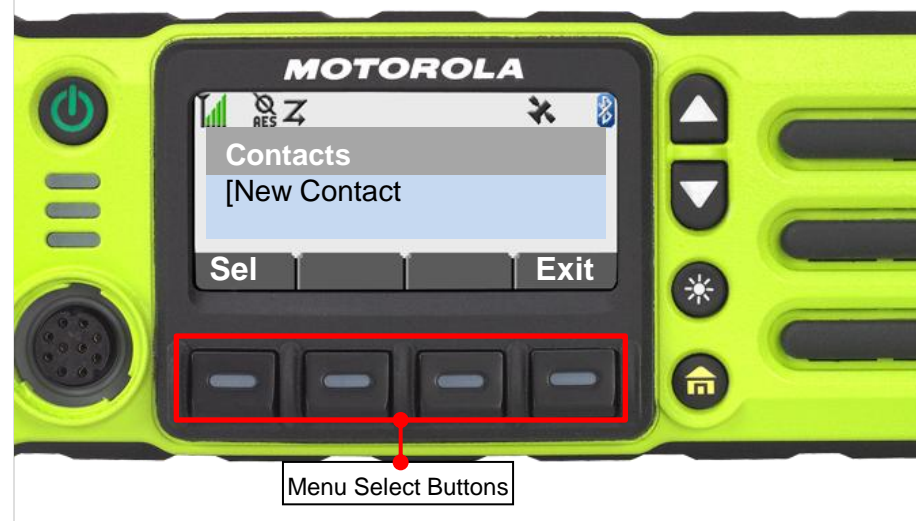 MOTOROLA
AES
Contacts
[New Contact
Sel Exit
Menu Select Buttons